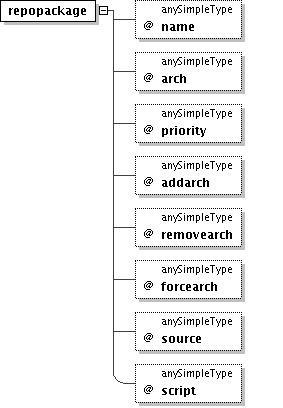 repopackage
anySimpleType
@ name
anySimpleType
@ arch
anySimpleType
@ priority
anySimpleType
@ addarch
anySimpleType
@ removearch
anySimpleType
@ forcearch
anySimpleType
@ source
anySimpleType
@ script